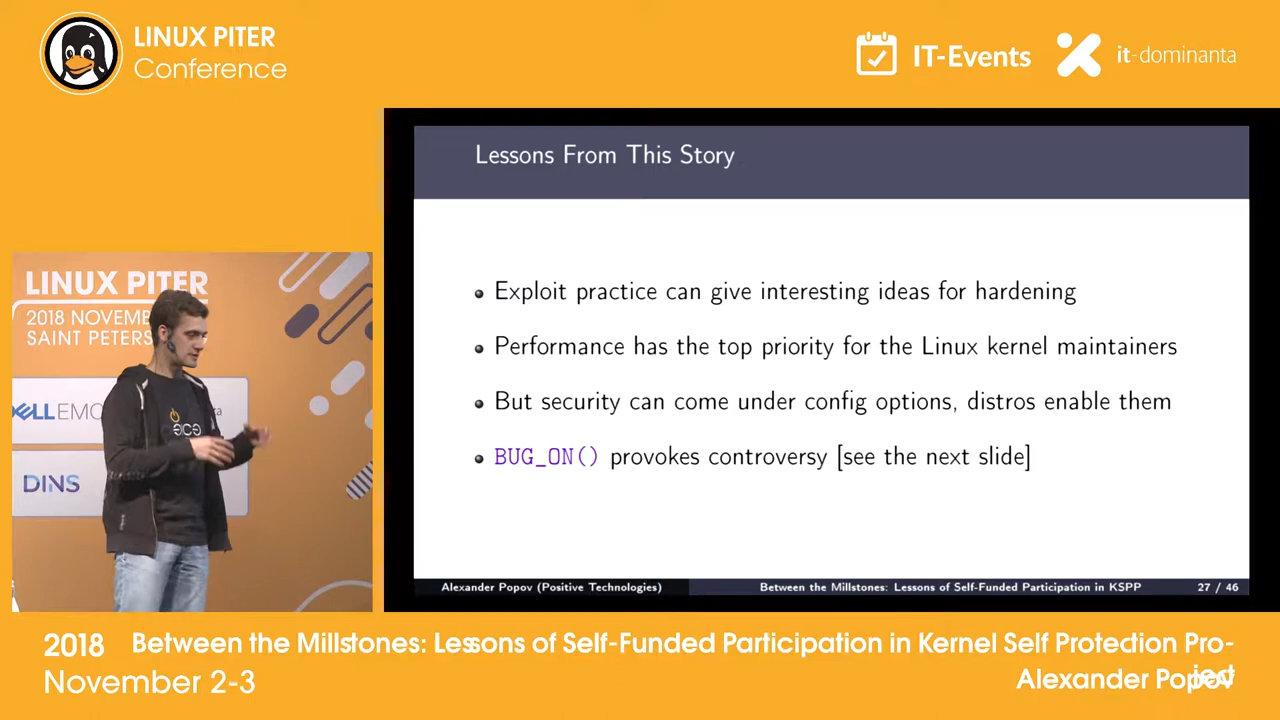 LINUX PITER
Conference
IT-Events
it-dominanta
Lessons From This Story
Exploit practice can give interesting ideas for hardening
Performance has the top priority for the Linux kernel maintainers
But security can come under config options, distros enable them
BUG_ON() provokes controversy [see the next slide]
Alexander Popov (Positive Technologies)
Between the Millstones: Lessons of Self-Funded Participation in KSPP
27 / 46
LINUX PITER
2018 NOVEMBE
SAINT PETERS
DELL EMC
DINS
2018
November 2-3
Between the Millstones: Lessons of Self-Funded Participation in Kernel Self Protection Pro-
ject
Alexander Popov